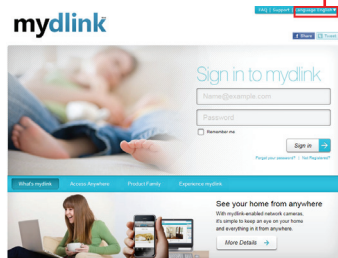 FAQ | Support | Language: English
mydlink
Share
Tweet
Sign in to mydlink
Name@example.com
Password
Remember me
Sign in
Forgot your password? | Not Registered?
What's mydlink
Access Anywhere
Product Family
Experience mydlink
See your home from anywhere
With mydlink-enabled network cameras,
it's simple to keep an eye on your home
and everything in it from anywhere.
More Details